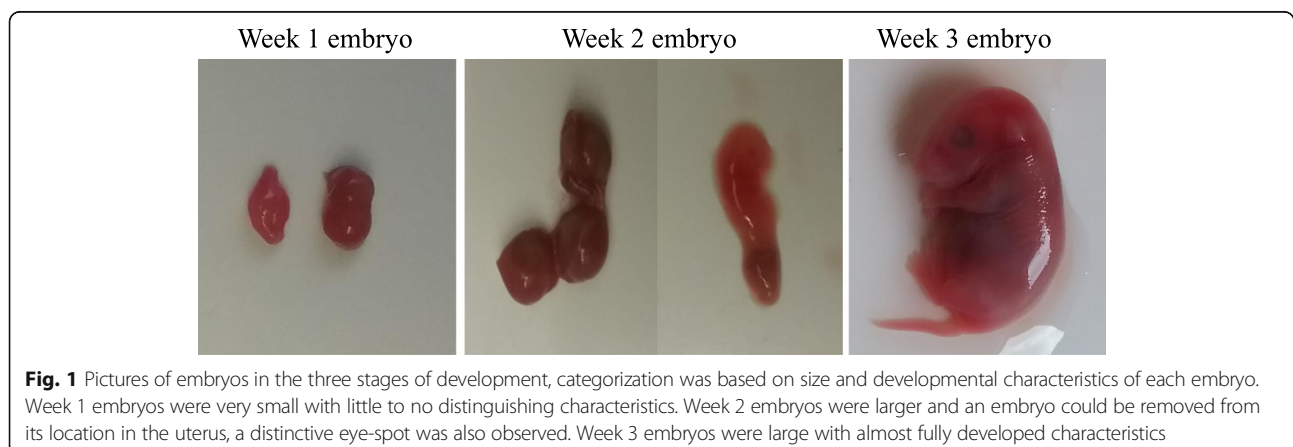 Week 1 embryo Week 2 embryo Week 3 embryo
Fig. 1 Pictures of embryos in the three stages of development, categorization was based on size and developmental characteristics of each embryo.
Week 1 embryos were very small with little to no distinguishing characteristics. Week 2 embryos were larger and an embryo could be removed from
its location in the uterus, a distinctive eye-spot was also observed. Week 3 embryos were large with almost fully developed characteristics